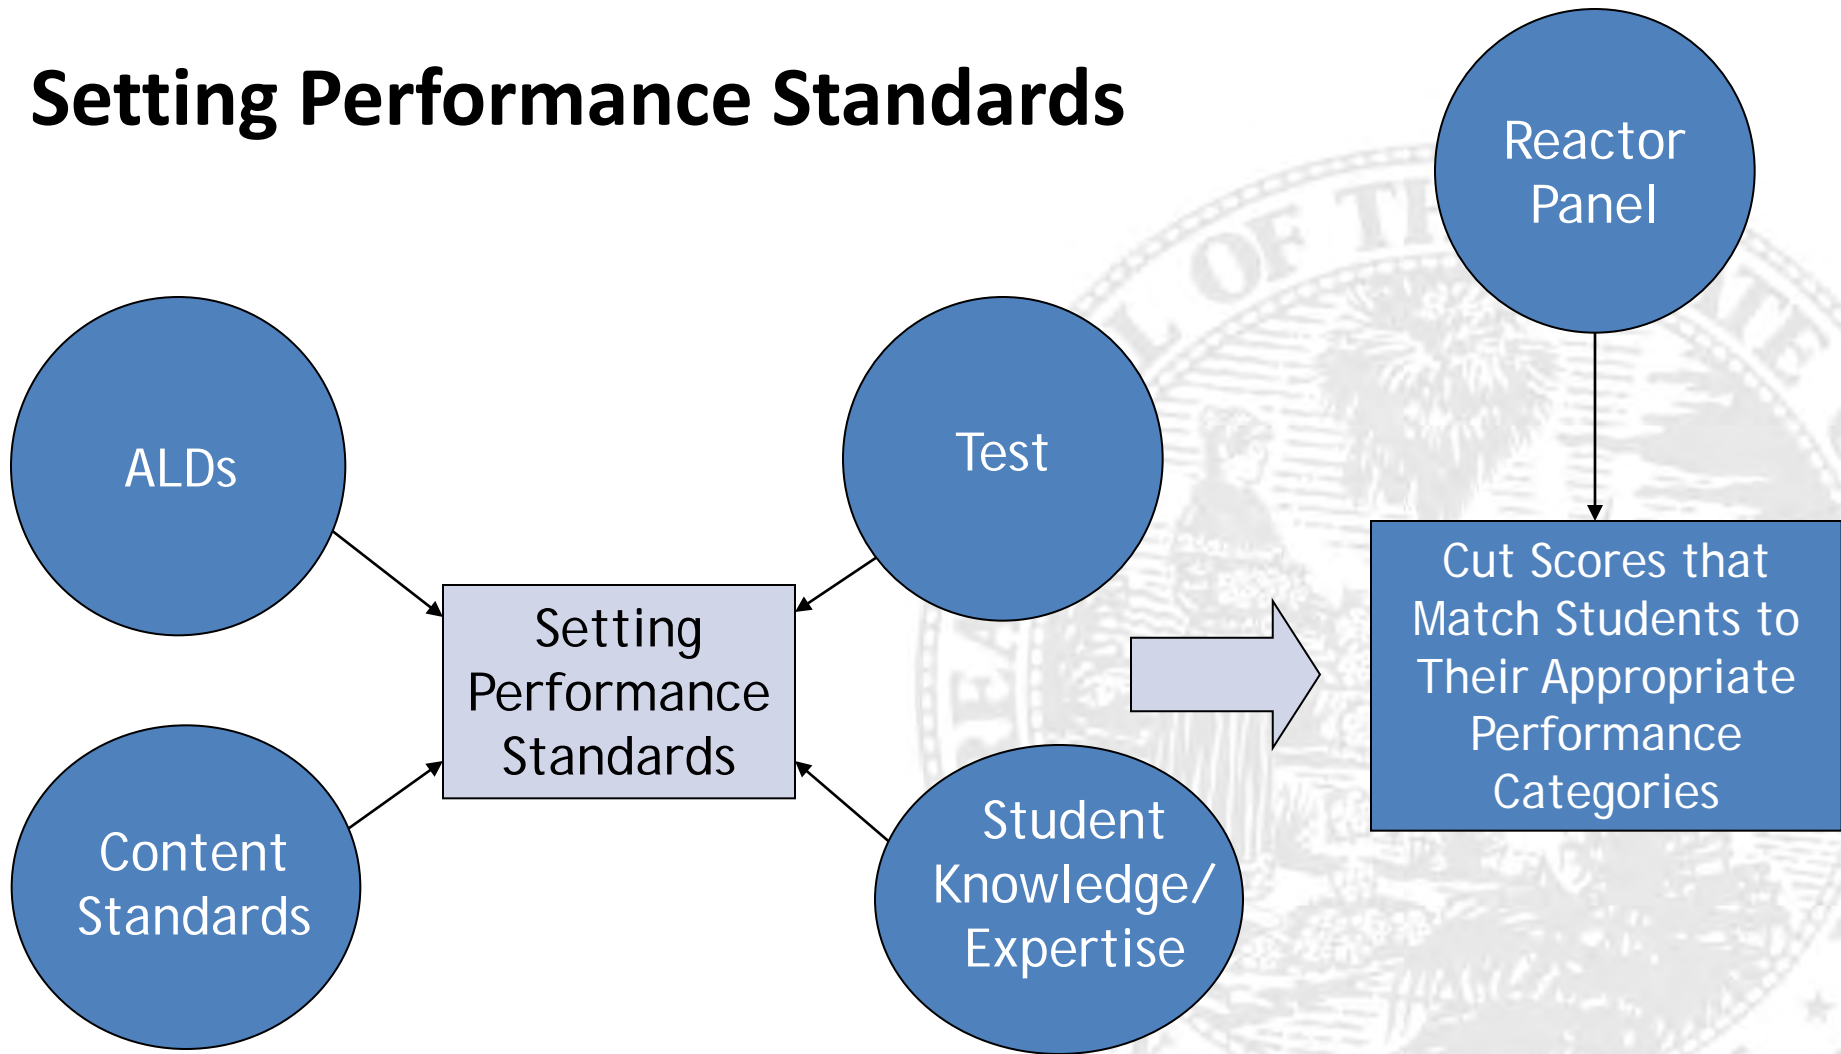 Setting Performance Standards
Reactor
Panel
ALDs
Test
Setting
Performance
Standards
Cut Scores that
Match Students to
Their Appropriate
Performance
Categories
Content
Standards
Student
Knowledge/
Expertise